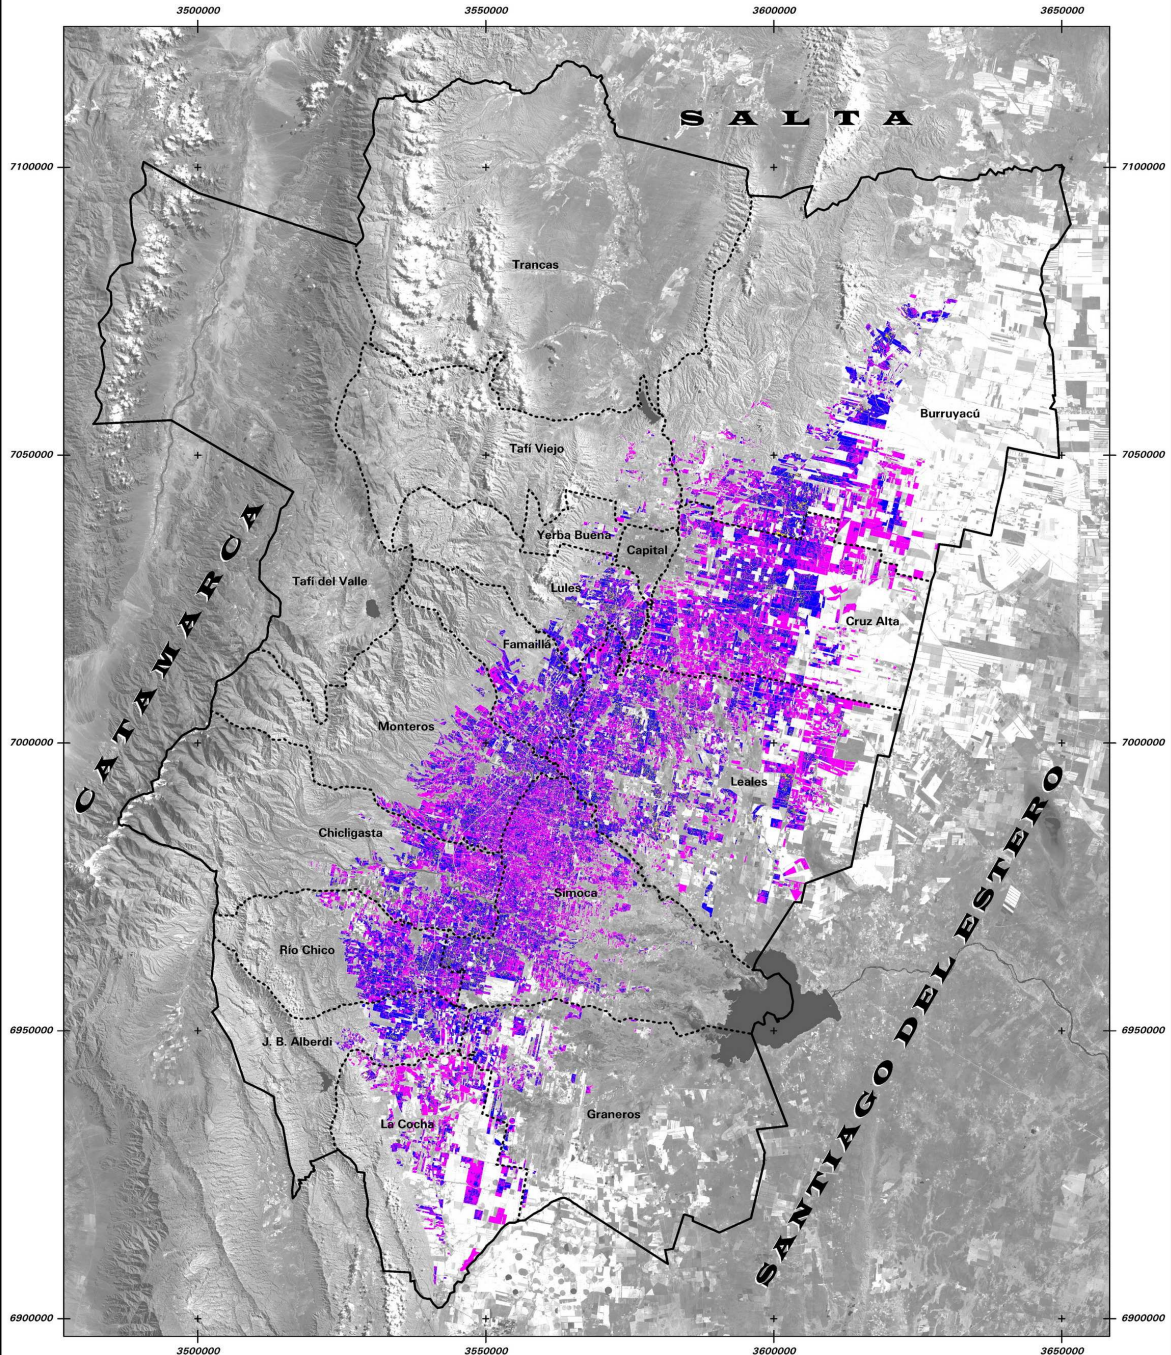 3500000 3550000 3600000 3650000
SALTA
7100000 7100000
Trancas
Burruyacú
Tafí Viejo
7050000 7050000
CATAMARCA
Yerba Buena
Capital
Tafí del Valle
Lules
Cruz Alta
Famaillá
Monteros
7000000 7000000
Leales
SANTIAGO DEL ESTERO
Chicligasta
Simoca
Río Chico
6950000 6950000
J. B. Alberdi
Graneros
La Cocha
6900000 6900000
3500000 3550000 3600000 3650000